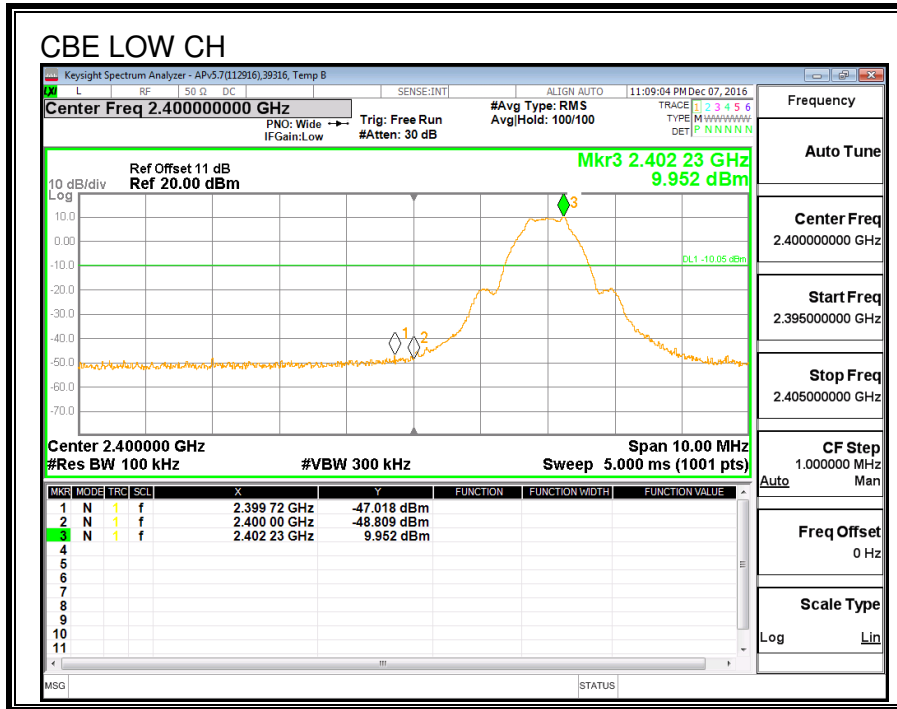 CBE LOW CH
Keysight Spectrum Analyzer - APv5.7(112916),39316, Temp B
LXI L RF 50 Ω DC SENSE:INT ALIGN AUTO 11:09:04 PM Dec 07, 2016
Center Freq 2.400000000 GHz
PNO: Wide
IFGain:Low
Trig: Free Run
#Atten: 30 dB
#Avg Type: RMS
Avg|Hold: 100/100
TRACE 1 2 3 4 5 6
TYPE M W W W W W
DET P N N N N N
Mkr3 2.402 23 GHz
9.952 dBm
Ref Offset 11 dB
10 dB/div Ref 20.00 dBm
Log
10.0
0.00
-10.0
-20.0
-30.0
-40.0
-50.0
-60.0
-70.0
3
DL1 -10.05 dBm
1
2
Center 2.400000 GHz Span 10.00 MHz
#Res BW 100 kHz #VBW 300 kHz Sweep 5.000 ms (1001 pts)
MKR MODE TRC SCL X Y FUNCTION FUNCTION WIDTH FUNCTION VALUE
1 N 1 f 2.399 72 GHz -47.018 dBm
2 N 1 f 2.400 00 GHz -48.809 dBm
3 N 1 f 2.402 23 GHz 9.952 dBm
4
5
6
7
8
9
10
11
MSG STATUS
Frequency
Auto Tune
Center Freq
2.400000000 GHz
Start Freq
2.395000000 GHz
Stop Freq
2.405000000 GHz
CF Step
1.000000 MHz
Auto Man
Freq Offset
0 Hz
Scale Type
Log Lin